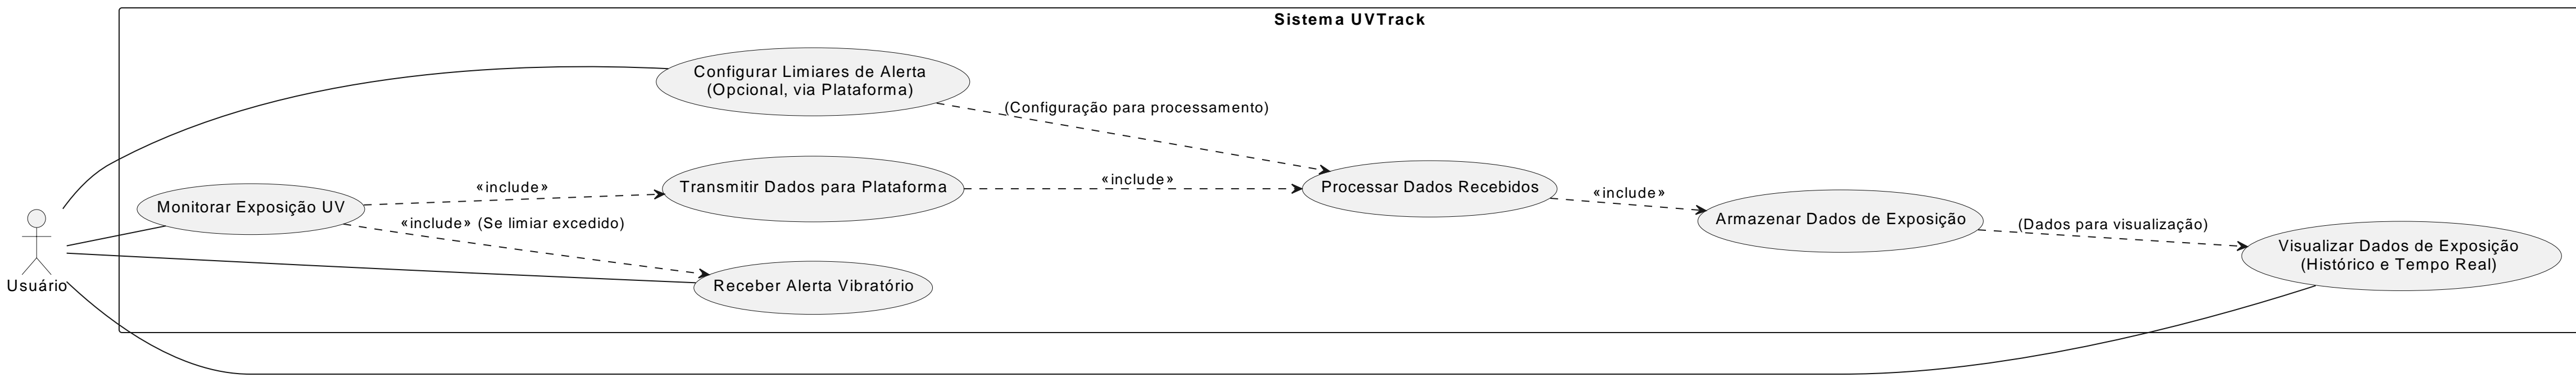 Sistema UVTrack
Configurar Limiares de Alerta
(Opcional, via Plataforma)
(Configuração para processamento)
Monitorar Exposição UV
«include»
Transmitir Dados para Plataforma
«include»
Processar Dados Recebidos
«include»
Armazenar Dados de Exposição
(Dados para visualização)
Visualizar Dados de Exposição
(Histórico e Tempo Real)
«include» (Se limiar excedido)
Receber Alerta Vibratório
Usuário